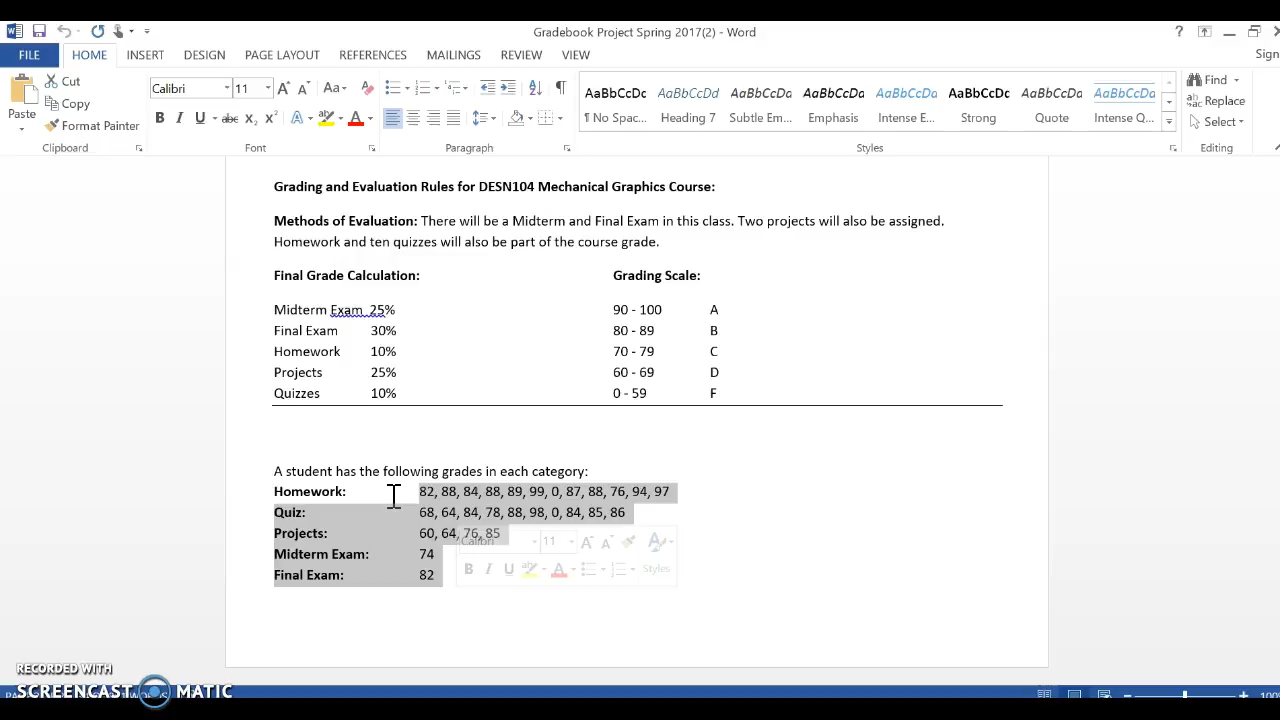 Gradebook Project Spring 2017(2) - Word
Sign
FILE HOME INSERT DESIGN PAGE LAYOUT REFERENCES MAILINGS REVIEW VIEW
Paste
Cut
Copy
Format Painter
Clipboard
Calibri 11
Font
Paragraph
AaBbCcDc AaBbCcDd AaBbCcDa AaBbCcDa AaBbCcDa AaBbCcDc AaBbCcDa AaBbCcDa
¶ No Spac... Heading 7 Subtle Em... Emphasis Intense E... Strong Quote Intense Q...
Styles
Find
Replace
Select
Editing
Grading and Evaluation Rules for DESN104 Mechanical Graphics Course:
Methods of Evaluation: There will be a Midterm and Final Exam in this class. Two projects will also be assigned.
Homework and ten quizzes will also be part of the course grade.
Final Grade Calculation: Grading Scale:
Midterm Exam 25% 90 - 100 A
Final Exam 30% 80 - 89 B
Homework 10% 70 - 79 C
Projects 25% 60 - 69 D
Quizzes 10% 0 - 59 F
A student has the following grades in each category:
Homework: 82, 88, 84, 88, 89, 99, 0, 87, 88, 76, 94, 97
Quiz: 68, 64, 84, 78, 88, 98, 0, 84, 85, 86
Projects: 60, 64, 76, 85
Midterm Exam: 74
Final Exam: 82
Calibri 11
Styles
RECORDED WITH
SCREENCAST MATIC
100%